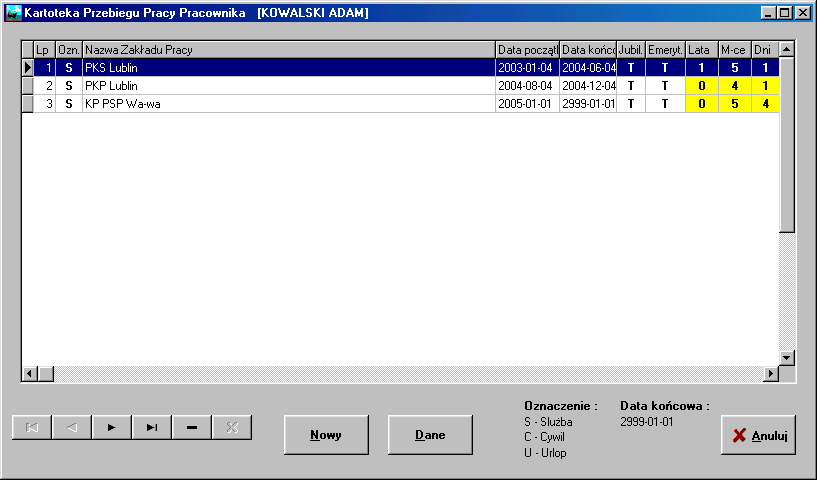 Kartoteka Przebiegu Pracy Pracownika [KOWALSKI ADAM]
Lp Ozn. Nazwa Zakładu Pracy Data począt Data końco Jubil. Emeryt. Lata M-ce Dni
1 S PKS Lublin 2003-01-04 2004-06-04 T T 1 5 1
2 S PKP Lublin 2004-08-04 2004-12-04 T T 0 4 1
3 S KP PSP Wa-wa 2005-01-01 2999-01-01 T T 0 5 4
Oznaczenie : Data końcowa :
S - Służba 2999-01-01
C - Cywil
U - Urlop
Nowy Dane Anuluj